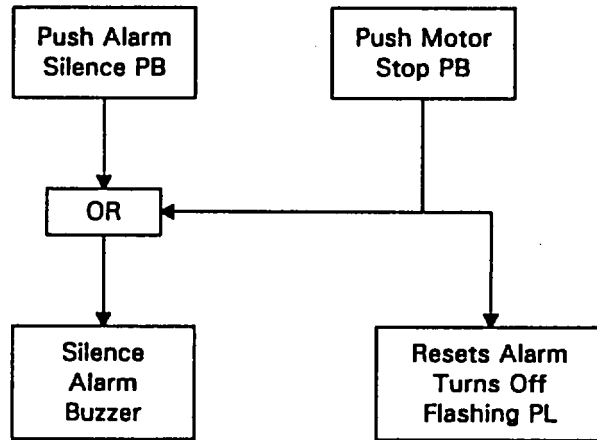 Push Alarm
Silence PB
Push Motor
Stop PB
OR
Silence
Alarm
Buzzer
Resets Alarm
Turns Off
Flashing PL